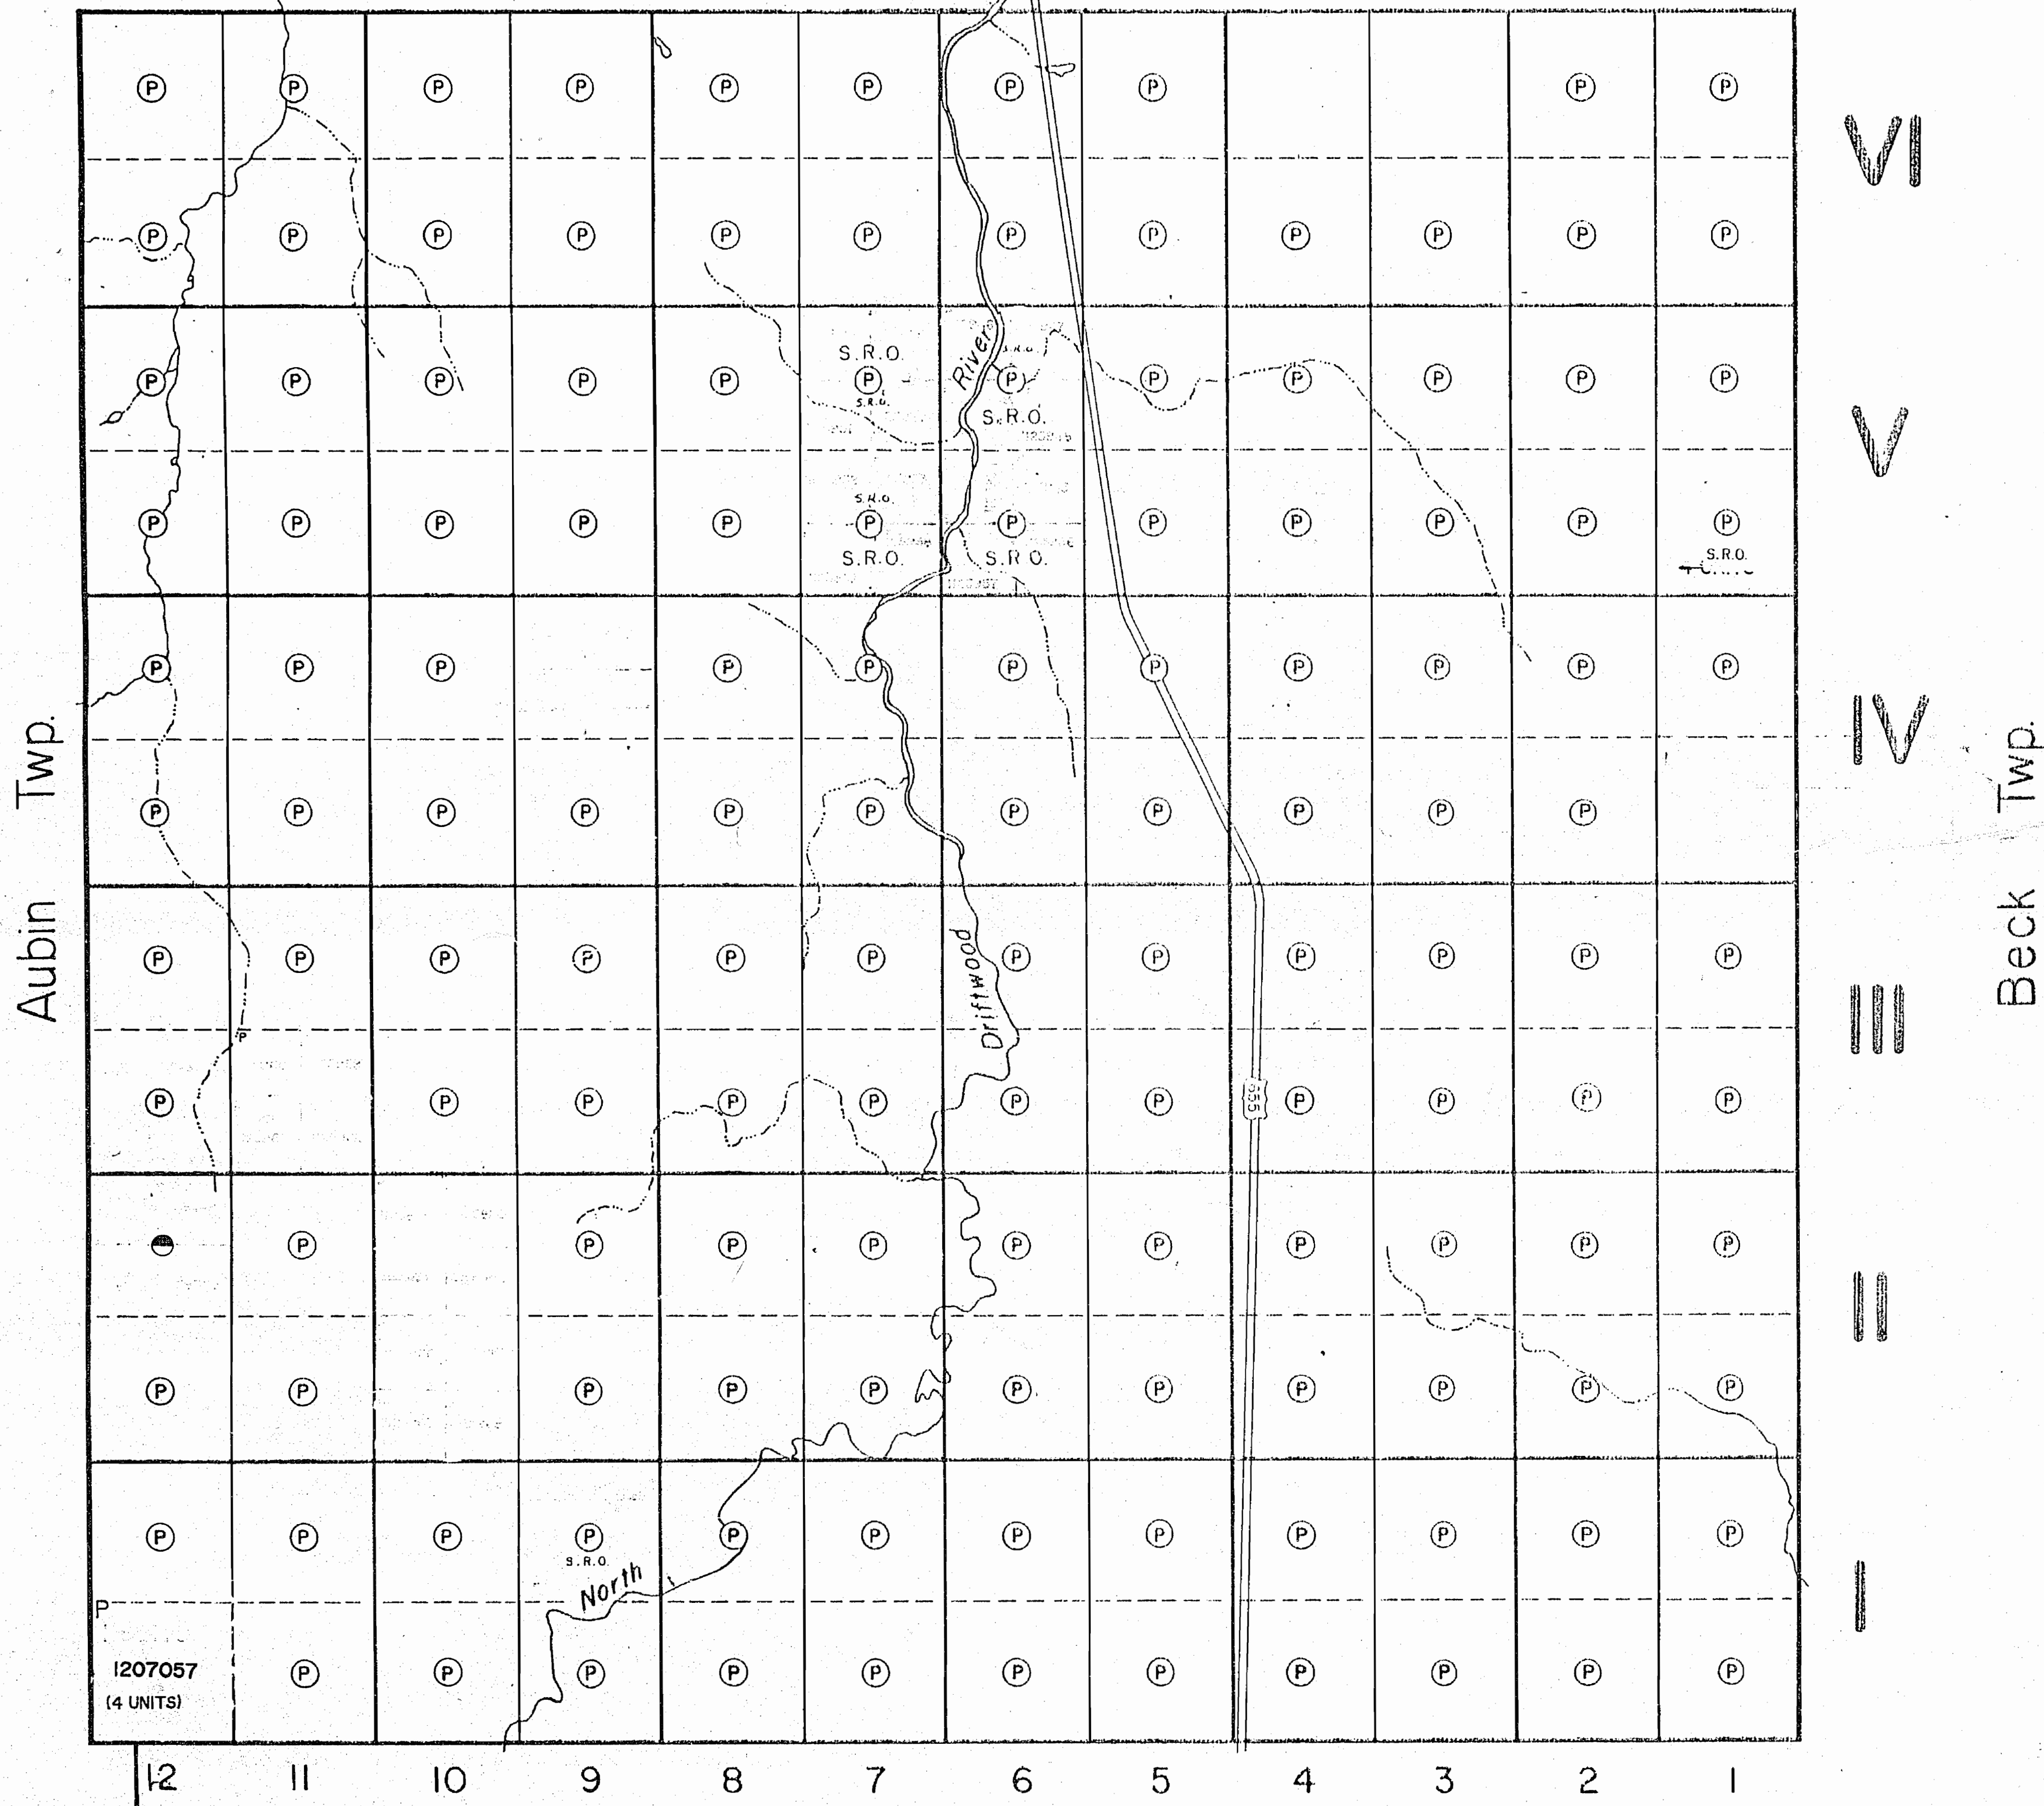 P P P P P P P P P P
VI
P P P P P P P P P P P P
S.R.O. River S.R.O.
P P P P P P P P P P P P
S.R.O. S.R.O.
V
S.R.O.
P P P P P P P P P P P P
S.R.O. S.R O. S.R.O.
P P P P P P P P P P P
Aubin Twp.
IV
Beck Twp.
P P P P P P P P P P P
P P P P P P P P P P P P
Driftwood
III
P
P P P P P P P P P P P
655
P P P P P P P P P P
II
P P P P P P P P P P P
P P P P P P P P P P P P
S.R.O.
North
I
P
P P P P P P P P P P P
1207057
(4 UNITS)
12 11 10 9 8 7 6 5 4 3 2 1